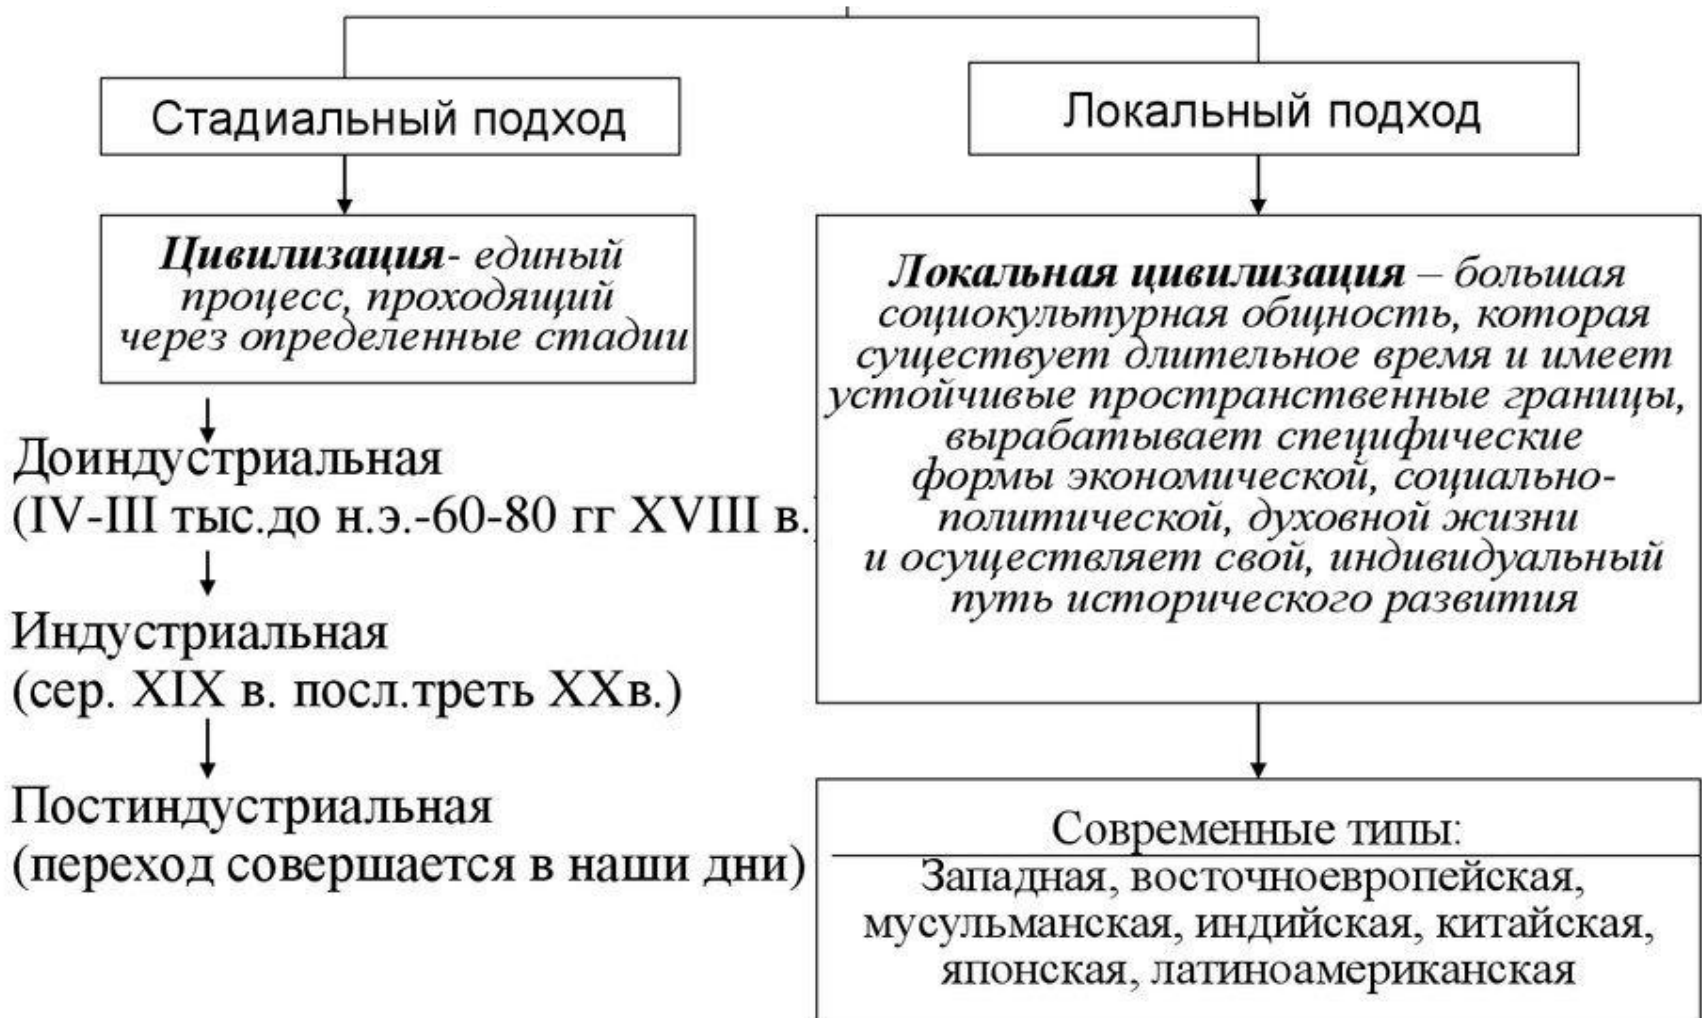 Стадиальный подход
Цивилизация- единый
процесс, проходящий
через определенные стадии
Доиндустриальная
(IV-III тыс.до н.э.-60-80 гг XVIII в.
Индустриальная
(сер. XIX в. посл.треть XXв.)
Постиндустриальная
(переход совершается в наши дни)
Локальный подход
Локальная цивилизация – большая
социокультурная общность, которая
существует длительное время и имеет
устойчивые пространственные границы,
вырабатывает специфические
формы экономической, социально-
политической, духовной жизни
и осуществляет свой, индивидуальный
путь исторического развития
Современные типы:
Западная, восточноевропейская,
мусульманская, индийская, китайская,
японская, латиноамериканская